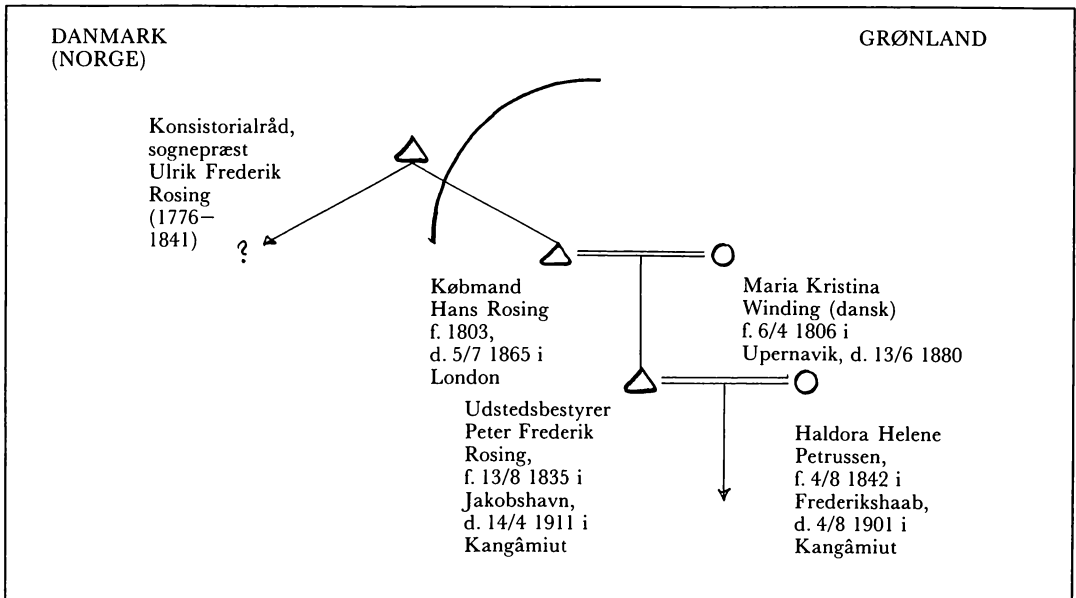 DANMARK
(NORGE)
GRØNLAND
Konsistorialråd,
sognepræst
Ulrik Frederik
Rosing
(1776–
1841)
?
Købmand
Hans Rosing
f. 1803,
d. 5/7 1865 i
London
Maria Kristina
Winding (dansk)
f. 6/4 1806 i
Upernavik, d. 13/6 1880
Udstedsbestyrer
Peter Frederik
Rosing,
f. 13/8 1835 i
Jakobshavn,
d. 14/4 1911 i
Kangâmiut
Haldora Helene
Petrussen,
f. 4/8 1842 i
Frederikshaab,
d. 4/8 1901 i
Kangâmiut